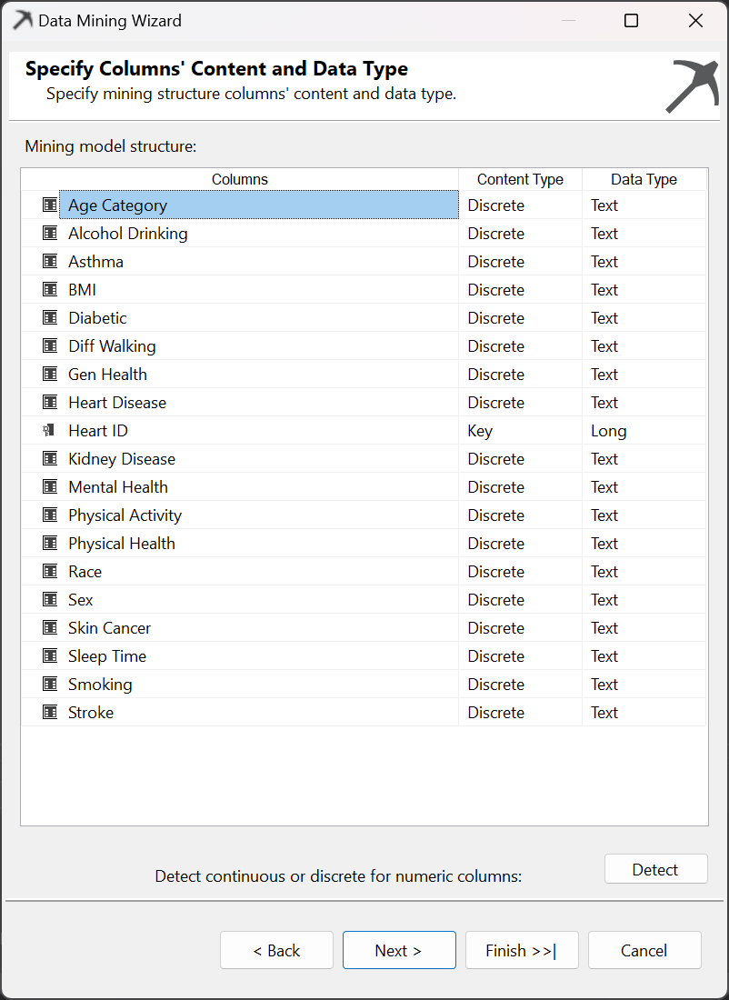 Data Mining Wizard
Specify Columns' Content and Data Type
Specify mining structure columns' content and data type.
Mining model structure:
Columns Content Type Data Type
Age Category Discrete Text
Alcohol Drinking Discrete Text
Asthma Discrete Text
BMI Discrete Text
Diabetic Discrete Text
Diff Walking Discrete Text
Gen Health Discrete Text
Heart Disease Discrete Text
Heart ID Key Long
Kidney Disease Discrete Text
Mental Health Discrete Text
Physical Activity Discrete Text
Physical Health Discrete Text
Race Discrete Text
Sex Discrete Text
Skin Cancer Discrete Text
Sleep Time Discrete Text
Smoking Discrete Text
Stroke Discrete Text
Detect continuous or discrete for numeric columns: Detect
< Back Next > Finish >>| Cancel